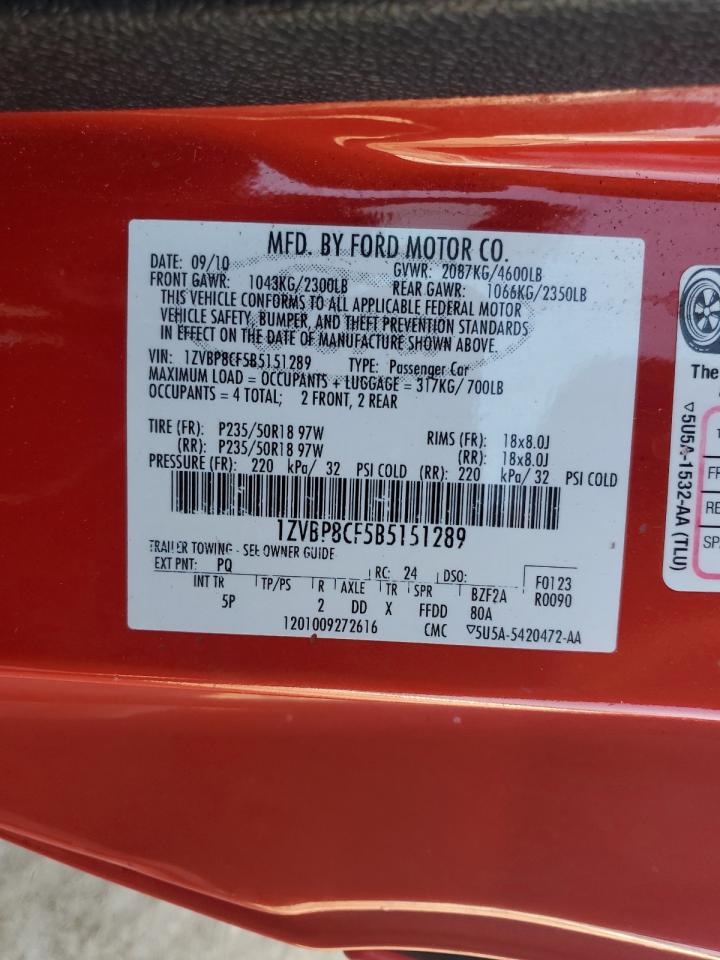 MFD. BY FORD MOTOR CO.
DATE: 09/10 GVWR: 2087KG/4600LB
FRONT GAWR: 1043KG/2300LB REAR GAWR: 1066KG/2350LB
THIS VEHICLE CONFORMS TO ALL APPLICABLE FEDERAL MOTOR
VEHICLE SAFETY, BUMPER, AND THEFT PREVENTION STANDARDS
IN EFFECT ON THE DATE OF MANUFACTURE SHOWN ABOVE.
VIN: 1ZVBP8CF5B5151289 TYPE: Passenger Car
MAXIMUM LOAD = OCCUPANTS + LUGGAGE = 317KG/ 700LB
OCCUPANTS = 4 TOTAL; 2 FRONT, 2 REAR
TIRE (FR): P235/50R18 97W RIMS (FR): 18x8.0J
(RR): P235/50R18 97W (RR): 18x8.0J
PRESSURE (FR): 220 kPa/ 32 PSI COLD (RR): 220 kPa/ 32 PSI COLD
1ZVBP8CF5B5151289
TRAILER TOWING - SEE OWNER GUIDE
EXT PNT: PQ RC: 24 DSO: F0123
INT TR TP/PS R AXLE TR SPR BZF2A R0090
5P 2 DD X FFDD 80A
1201009272616 CMC ▽5U5A-5420472-AA
The
▽5U5A-1532-AA (TLU)
FR
RE
SPA